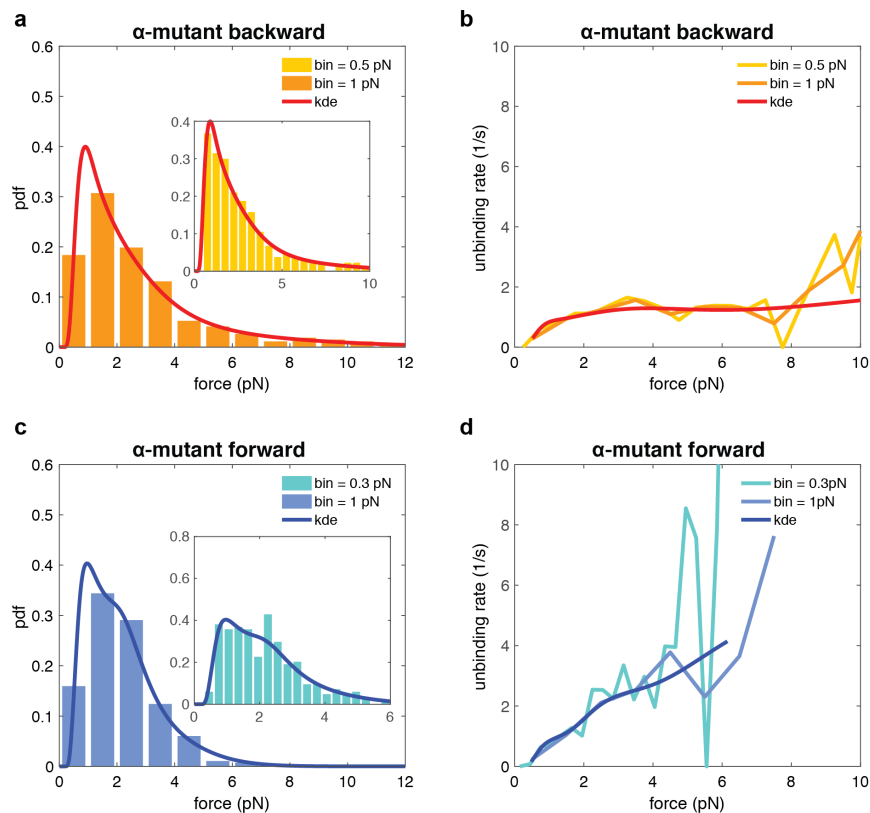 a
α-mutant backward
0.6
0.5
0.4
0.3
0.2
0.1
0
pdf
bin = 0.5 pN
bin = 1 pN
kde
0.4
0.3
0.2
0.1
0
0
5
10
0
2
4
6
8
10
12
force (pN)
b
α-mutant backward
10
8
6
4
2
0
unbinding rate (1/s)
bin = 0.5 pN
bin = 1 pN
kde
0
2
4
6
8
10
force (pN)
c
α-mutant forward
0.6
0.5
0.4
0.3
0.2
0.1
0
pdf
bin = 0.3 pN
bin = 1 pN
kde
0.8
0.6
0.4
0.2
0
0
2
4
6
0
2
4
6
8
10
12
force (pN)
d
α-mutant forward
10
8
6
4
2
0
unbinding rate (1/s)
bin = 0.3pN
bin = 1pN
kde
0
2
4
6
8
10
force (pN)